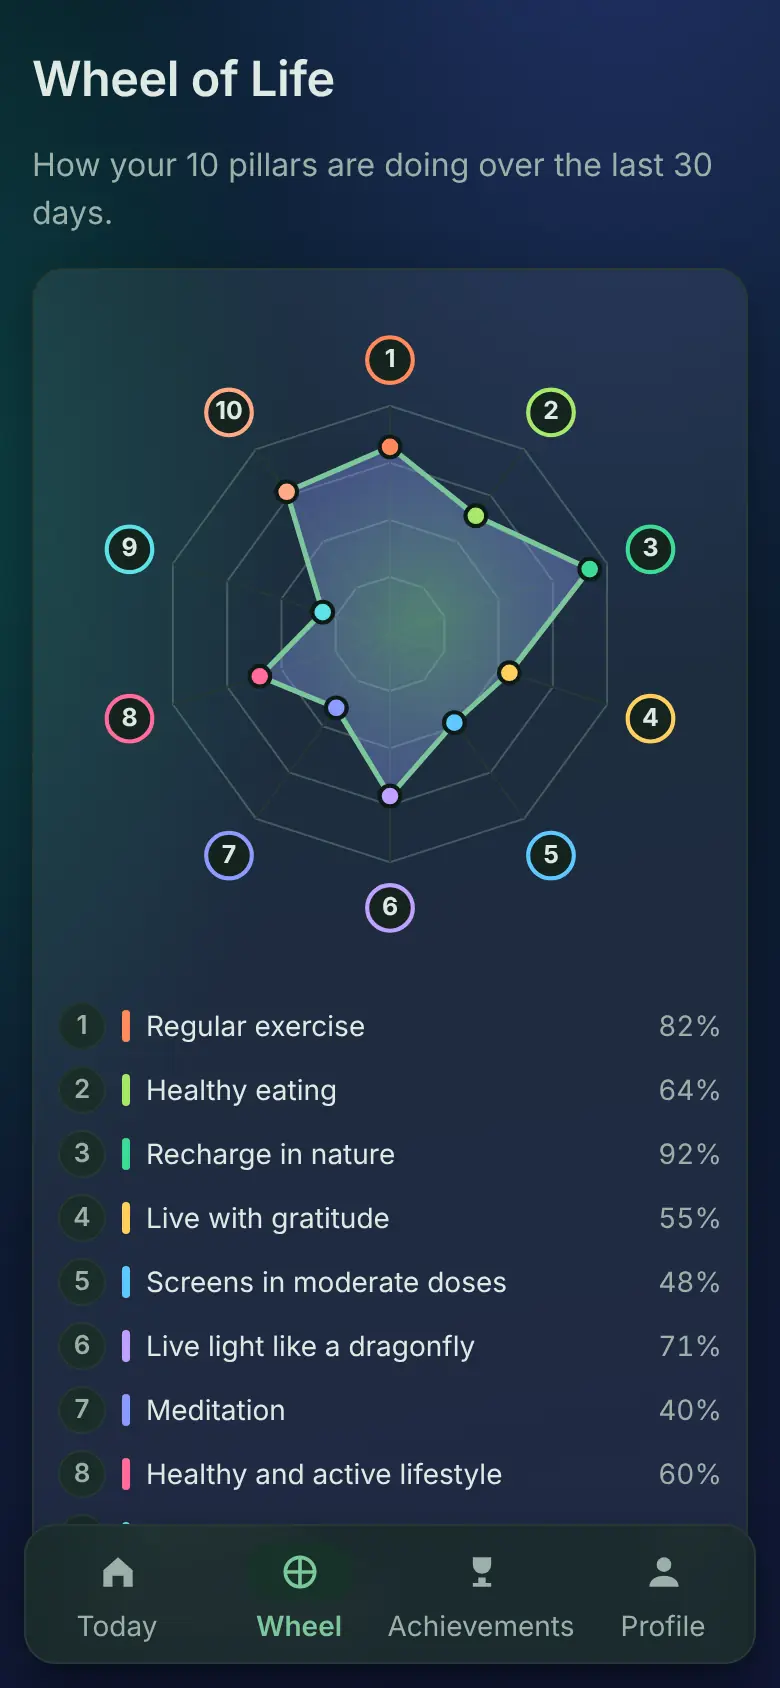 Wheel of Life
How your 10 pillars are doing over the last 30
days.
1
10
2
9
3
8
4
7
5
6
1 Regular exercise 82%
2 Healthy eating 64%
3 Recharge in nature 92%
4 Live with gratitude 55%
5 Screens in moderate doses 48%
6 Live light like a dragonfly 71%
7 Meditation 40%
8 Healthy and active lifestyle 60%
Today Wheel Achievements Profile